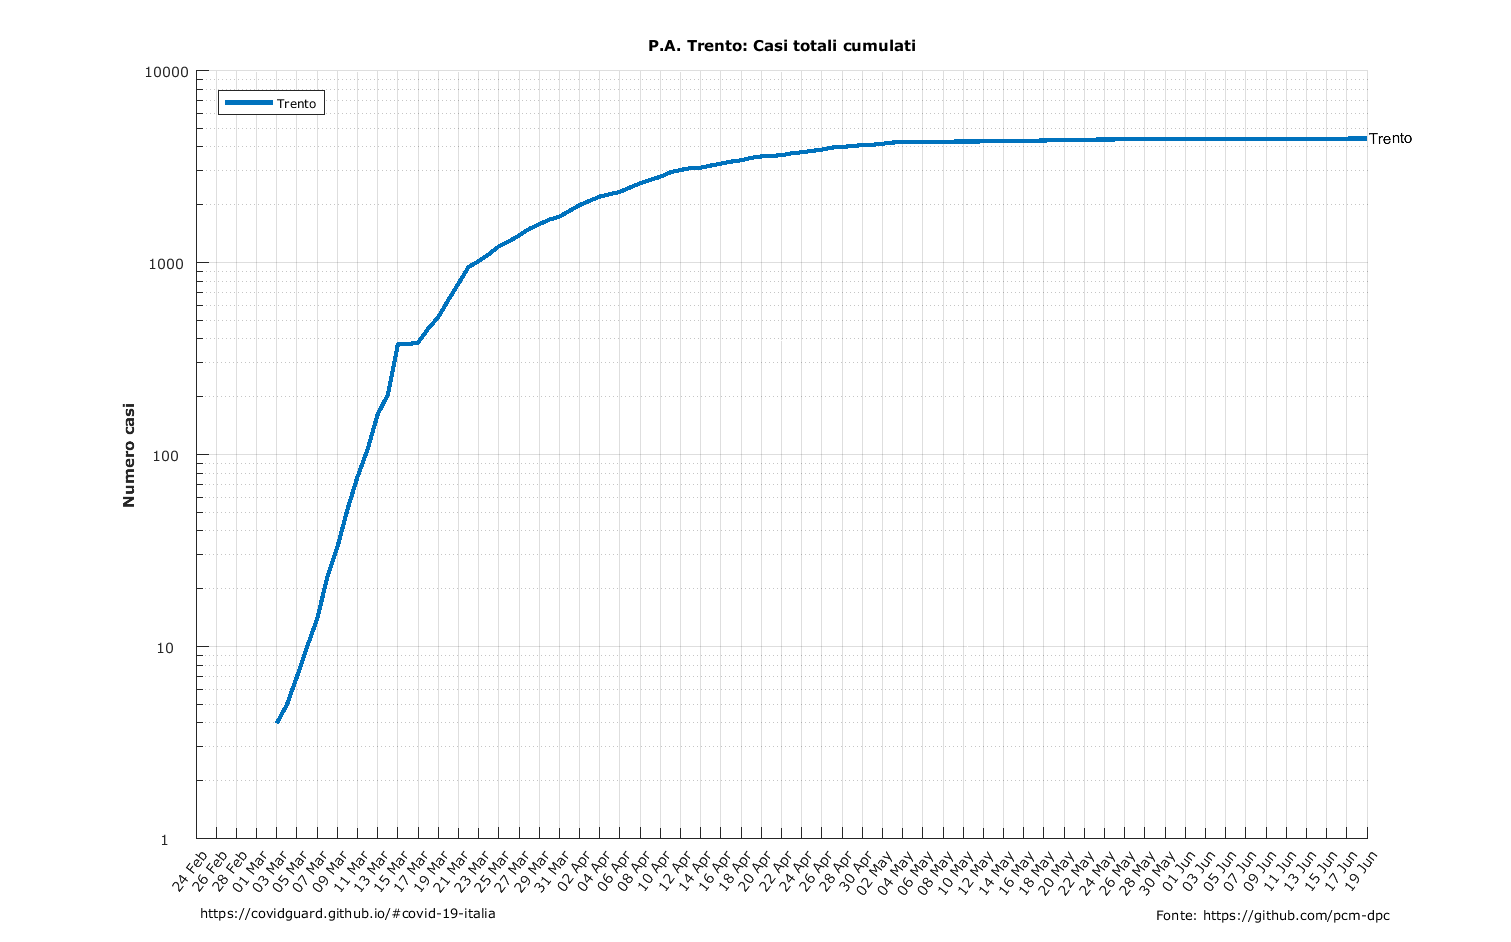 P.A. Trento: Casi totali cumulati
10000
Trento
Trento
1000
Numero casi
100
10
1
24 Feb
26 Feb
28 Feb
01 Mar
03 Mar
05 Mar
07 Mar
09 Mar
11 Mar
13 Mar
15 Mar
17 Mar
19 Mar
21 Mar
23 Mar
25 Mar
27 Mar
29 Mar
31 Mar
02 Apr
04 Apr
06 Apr
08 Apr
10 Apr
12 Apr
14 Apr
16 Apr
18 Apr
20 Apr
22 Apr
24 Apr
26 Apr
28 Apr
30 Apr
02 May
04 May
06 May
08 May
10 May
12 May
14 May
16 May
18 May
20 May
22 May
24 May
26 May
28 May
30 May
01 Jun
03 Jun
05 Jun
07 Jun
09 Jun
11 Jun
13 Jun
15 Jun
17 Jun
19 Jun
https://covidguard.github.io/#covid-19-italia
Fonte: https://github.com/pcm-dpc